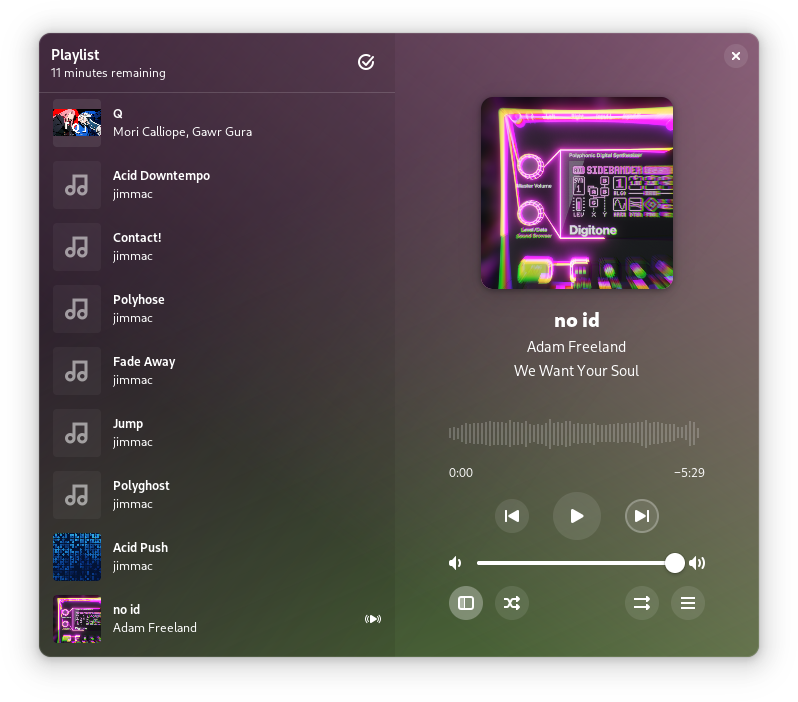 Playlist
11 minutes remaining
Q
Mori Calliope, Gawr Gura
Acid Downtempo
jimmac
Contact!
jimmac
Polyhose
jimmac
Fade Away
jimmac
Jump
jimmac
Polyghost
jimmac
Acid Push
jimmac
no id
Adam Freeland
Polyphonic Digital Synthesizer
SIDEBANDER
Master Volume
Level/Data
Sound Browser
Digitone
no id
Adam Freeland
We Want Your Soul
0:00
−5:29